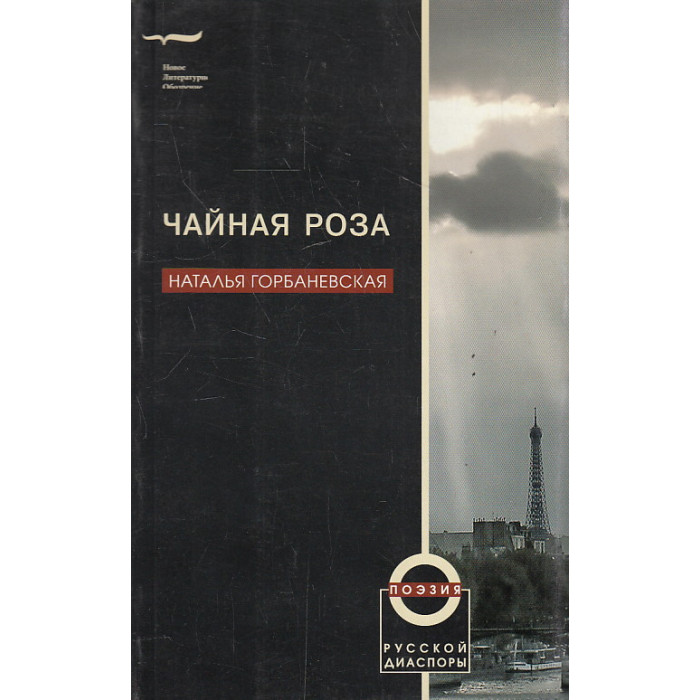 Новое
Литературное
Обозрение
ЧАЙНАЯ РОЗА
НАТАЛЬЯ ГОРБАНЕВСКАЯ
ПОЭЗИЯ
РУССКОЙ
ДИАСПОРЫ